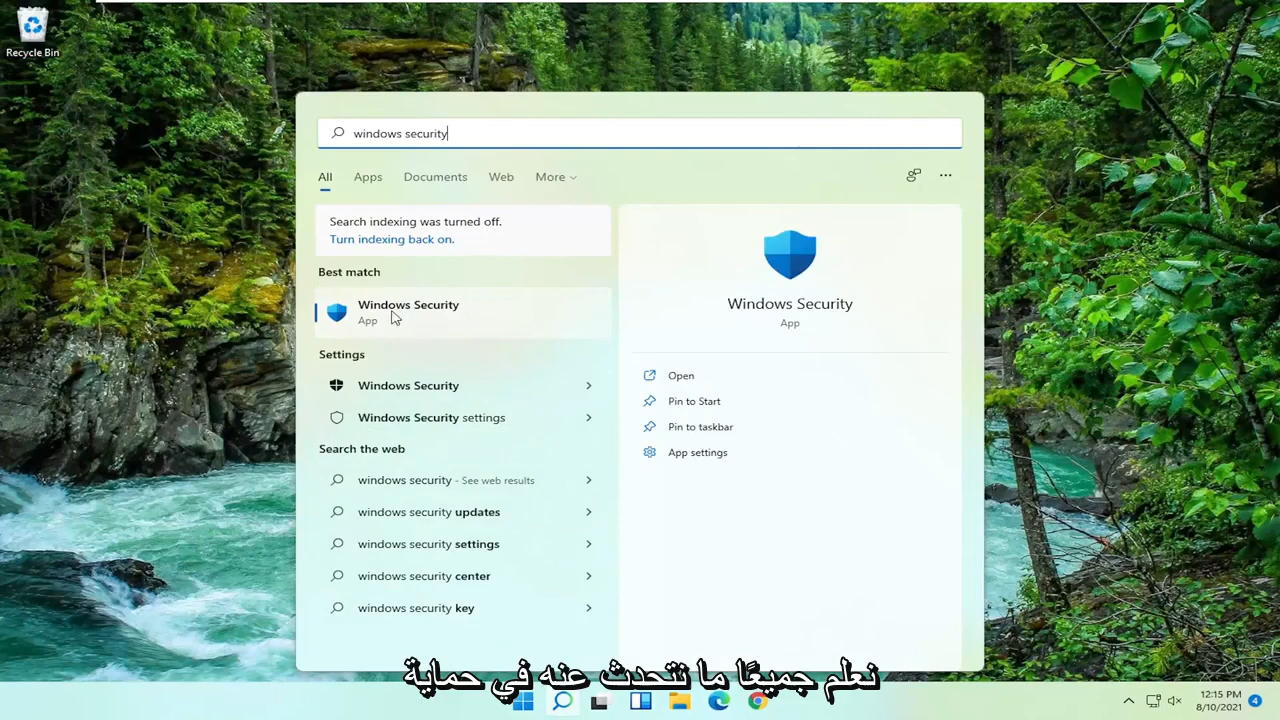 Recycle Bin
windows security
All Apps Documents Web More
Search indexing was turned off.
Turn indexing back on.
Best match
Windows Security
App
Settings
Windows Security
Windows Security settings
Search the web
windows security - See web results
windows security updates
windows security settings
windows security center
windows security key
Windows Security
App
Open
Pin to Start
Pin to taskbar
App settings
نعلم جميعًا ما نتحدث عنه في حماية
12:15 PM
8/10/2021
4